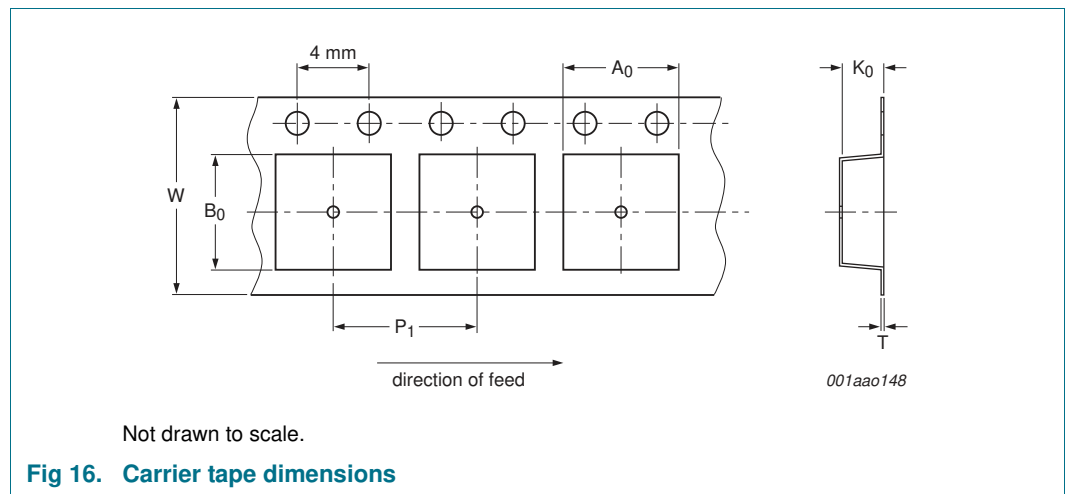 4 mm
A0
K0
W
B0
P1
T
direction of feed
001aao148
Not drawn to scale.
Fig 16. Carrier tape dimensions